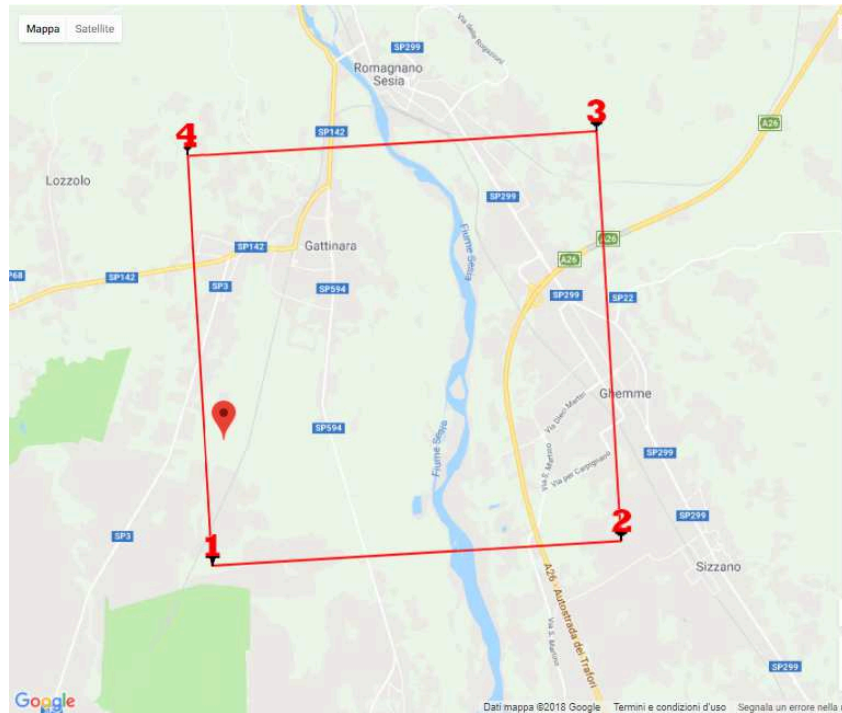 Mappa
Satellite
Via delle Rogazioni
SP299
Romagnano
Sesia
3
A26
A26
SP142
4
SP299
Lozzolo
Fiume Sesia
Gattinara
SP142
A26
A26
SP142
SP3
SP594
SP299
SP22
Ghemme
Via Dieci Martiri
SP594
Fiume Sesia
Via S. Martino
Via per Carpignano
SP299
SP3
2
SP299
1
Sizzano
A26 - Autostrada dei Trafori
Via S. Martino
SP299
Google
Dati mappa ©2018 Google
Termini e condizioni d'uso
Segnala un errore nella